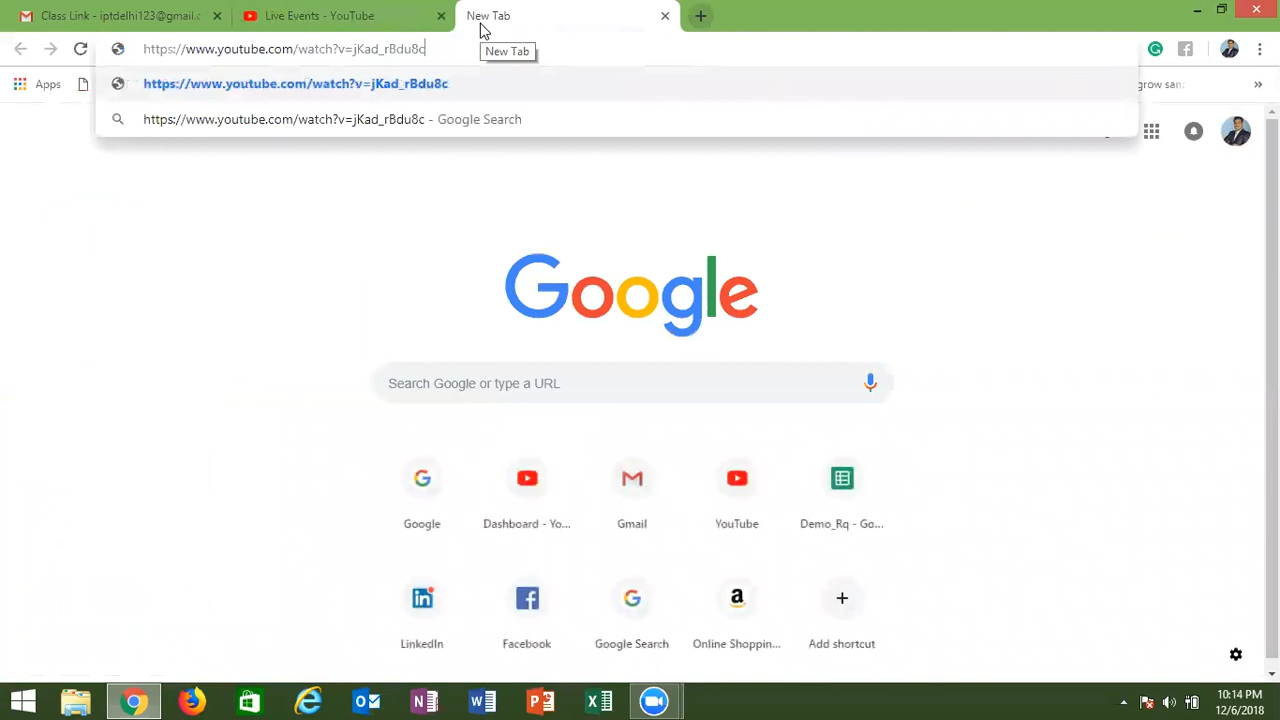 Class Link - iptdelhi123@gmail.c
Live Events - YouTube
New Tab
https://www.youtube.com/watch?v=jKad_rBdu8c
New Tab
Apps
https://www.youtube.com/watch?v=jKad_rBdu8c
grow san
https://www.youtube.com/watch?v=jKad_rBdu8c - Google Search
Google
Search Google or type a URL
Google
Dashboard - Yo...
Gmail
YouTube
Demo_Rq - Go...
LinkedIn
Facebook
Google Search
Online Shoppin...
Add shortcut
10:14 PM
12/6/2018